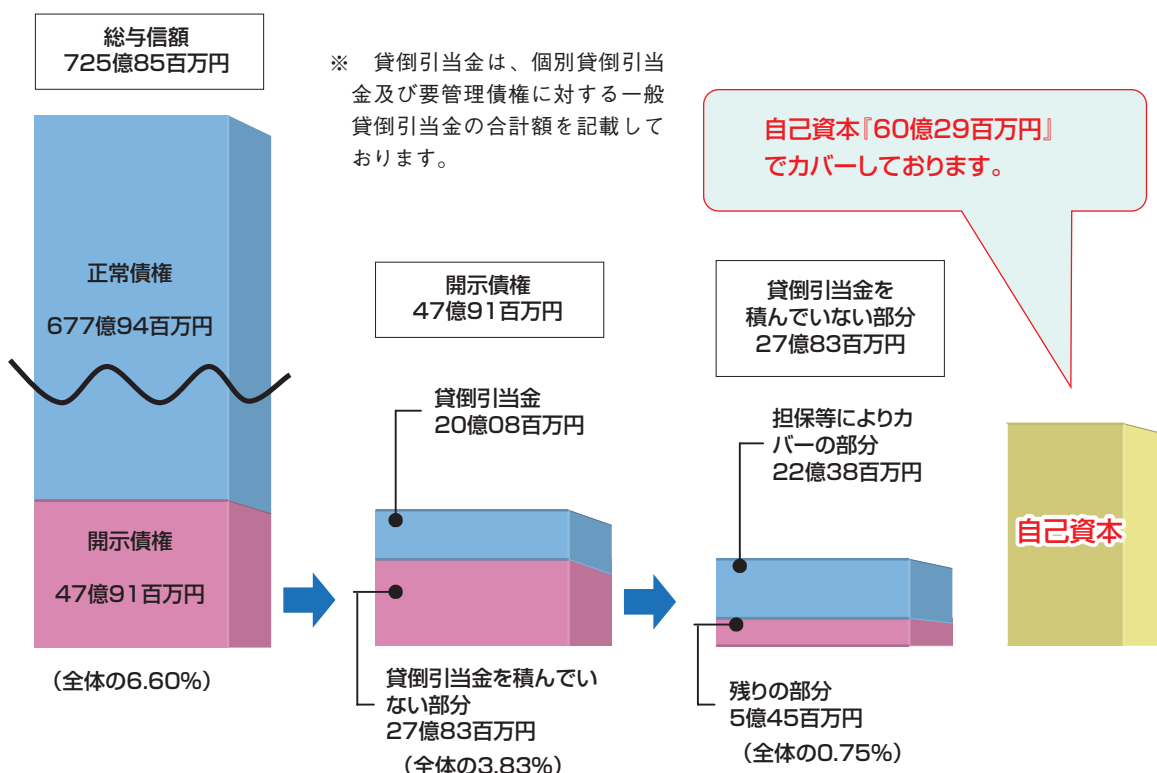 総与信額
725億85百万円
※　貸倒引当金は、個別貸倒引当
金及び要管理債権に対する一般
貸倒引当金の合計額を記載して
おります。
自己資本『60億29百万円』
でカバーしております。
正常債権
677億94百万円
開示債権
47億91百万円
(全体の6.60%)
開示債権
47億91百万円
貸倒引当金
20億08百万円
貸倒引当金を積んでい
ない部分
27億83百万円
(全体の3.83%)
貸倒引当金を
積んでいない部分
27億83百万円
担保等によりカ
バーの部分
22億38百万円
残りの部分
5億45百万円
(全体の0.75%)
自己資本